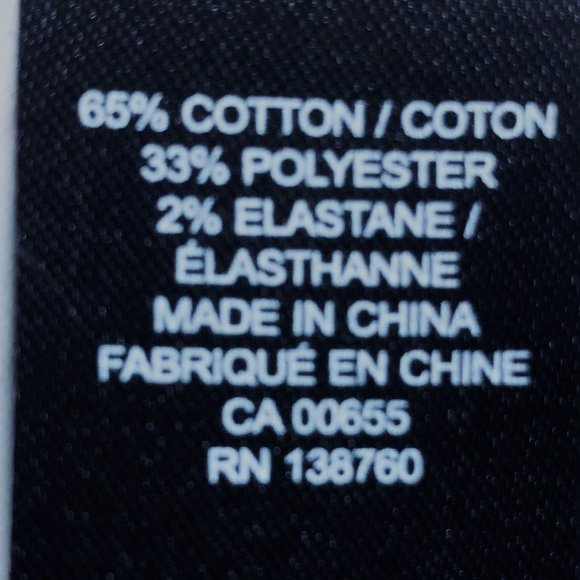 65% COTTON / COTON
33% POLYESTER
2% ELASTANE /
ÉLASTHANNE
MADE IN CHINA
FABRIQUÉ EN CHINE
CA 00655
RN 138760